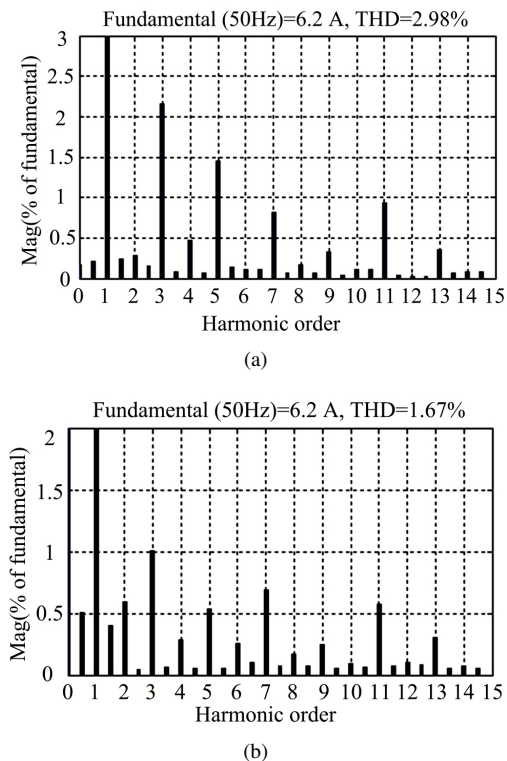 Fundamental (50Hz)=6.2 A, THD=2.98%
Mag(% of fundamental)
3
2.5
2
1.5
1
0.5
0
0 1 2 3 4 5 6 7 8 9 10 11 12 13 14 15
Harmonic order
(a)
Fundamental (50Hz)=6.2 A, THD=1.67%
Mag(% of fundamental)
2
1.5
1
0.5
0
0 1 2 3 4 5 6 7 8 9 10 11 12 13 14 15
Harmonic order
(b)